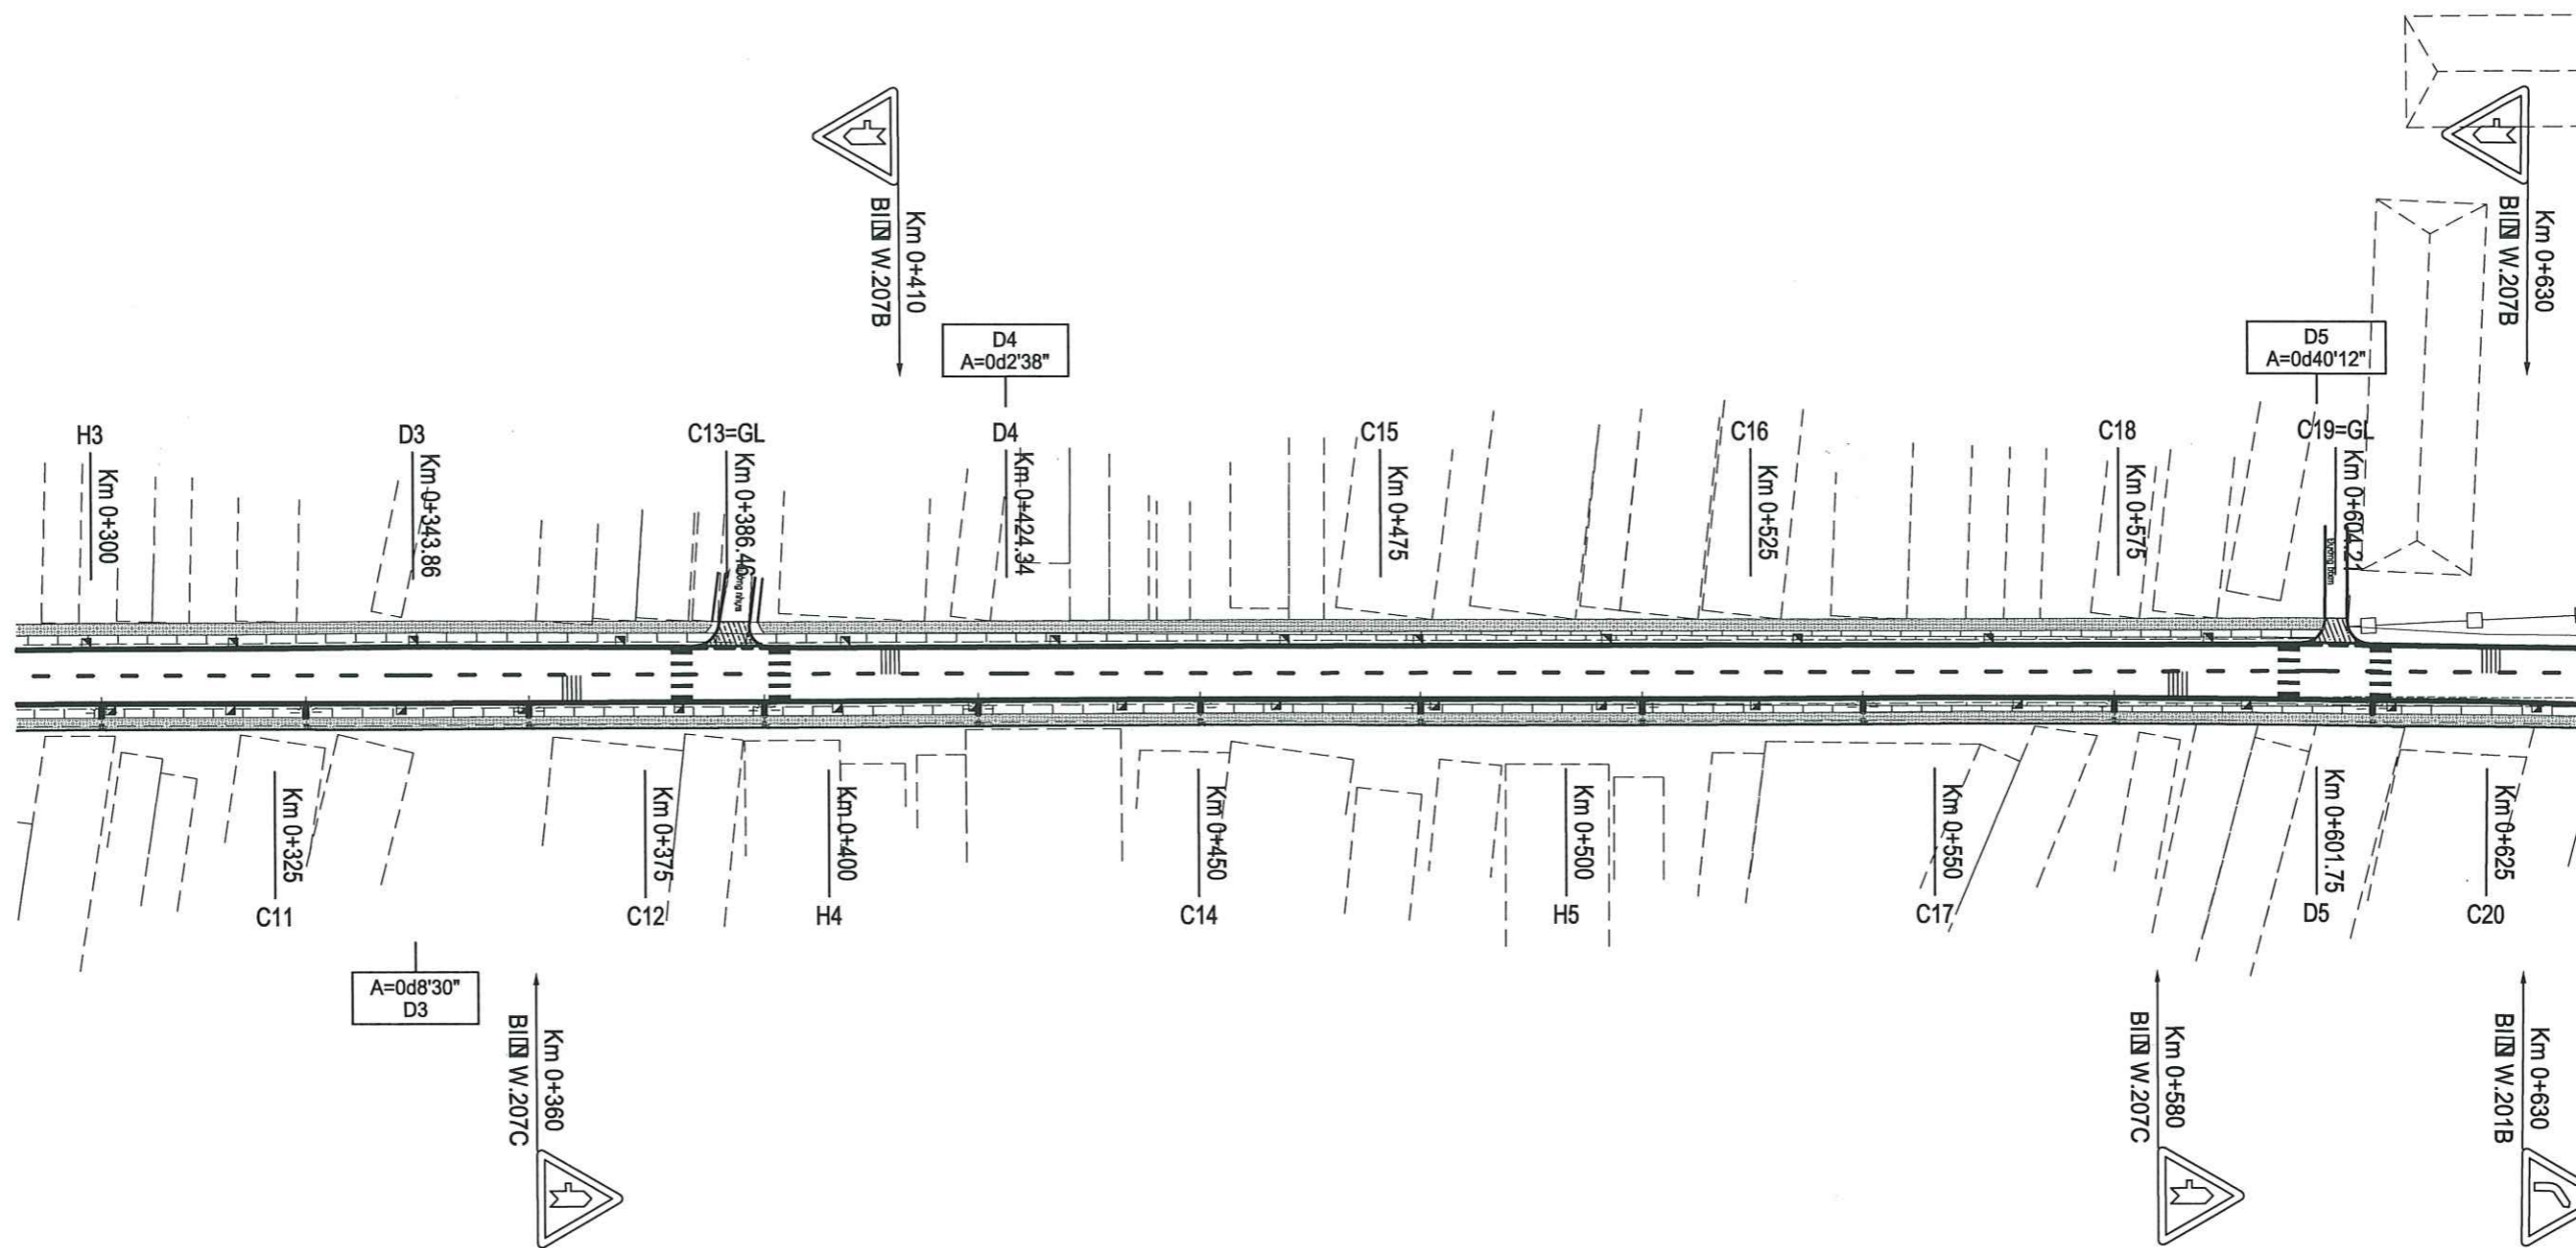 Km 0+410
BIỂN W.207B
Km 0+630
BIỂN W.207B
D4
A=0d2'38"
D5
A=0d40'12"
H3
Km 0+300
D3
Km 0+343.86
C13=GL
Km 0+386.46
D4
Km 0+424.34
C15
Km 0+475
C16
Km 0+525
C18
Km 0+575
C19=GL
Km 0+604.21
Km 0+325
C11
Km 0+375
C12
Km 0+400
H4
Km 0+450
C14
Km 0+500
H5
Km 0+550
C17
Km 0+601.75
D5
Km 0+625
C20
A=0d8'30"
D3
Km 0+360
BIỂN W.207C
Km 0+580
BIỂN W.207C
Km 0+630
BIỂN W.201B